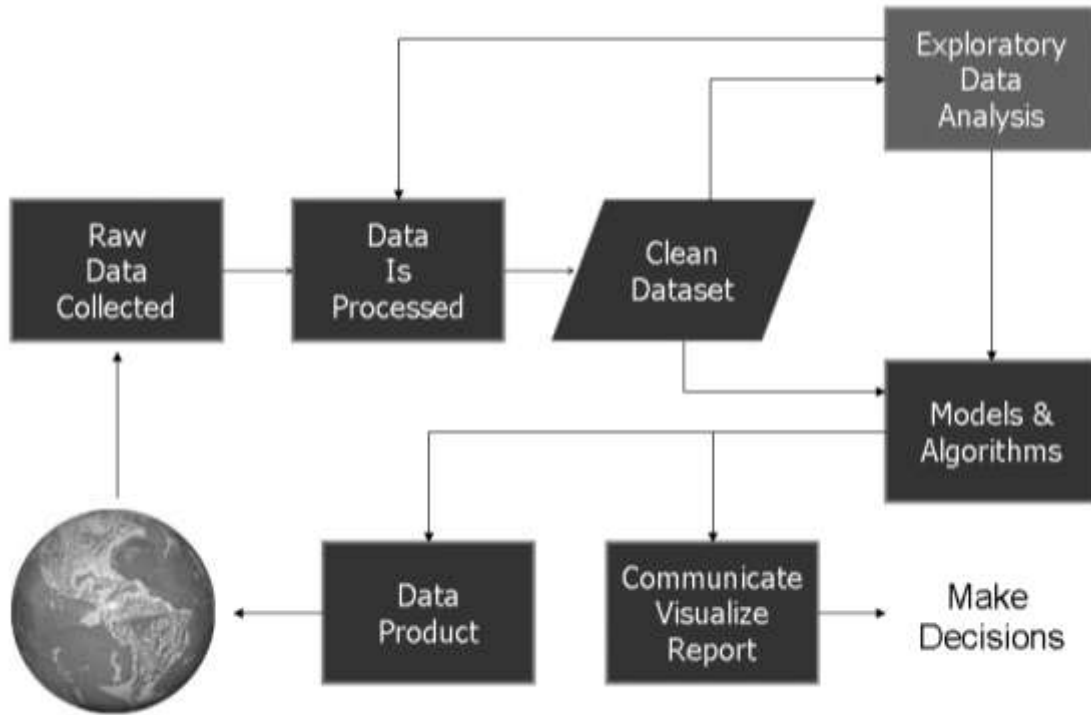 Exploratory
Data
Analysis
Raw
Data
Collected
Data
Is
Processed
Clean
Dataset
Models &
Algorithms
Data
Product
Communicate
Visualize
Report
Make
Decisions